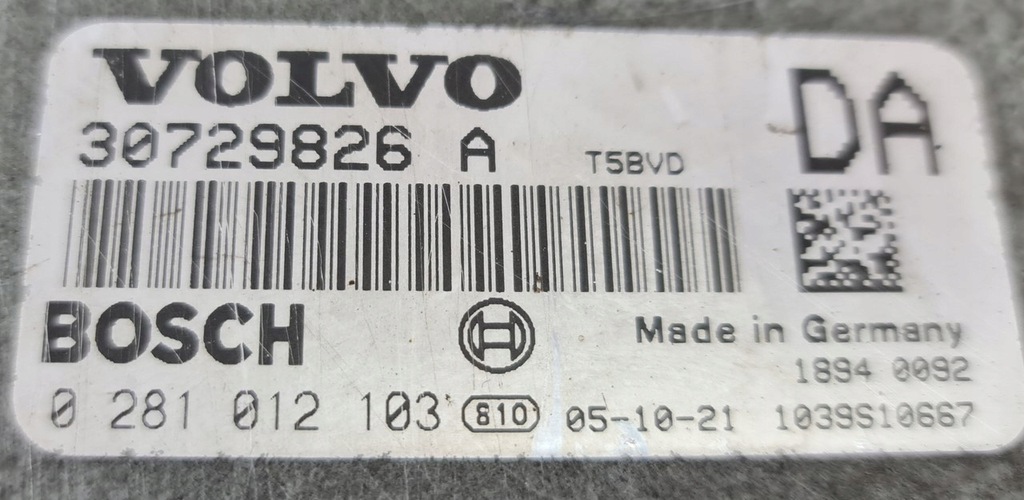 VOLVO
30729826 A T5BVD DA
BOSCH
Made in Germany
1894 0092
0 281 012 103 810 05-10-21 1039S10667